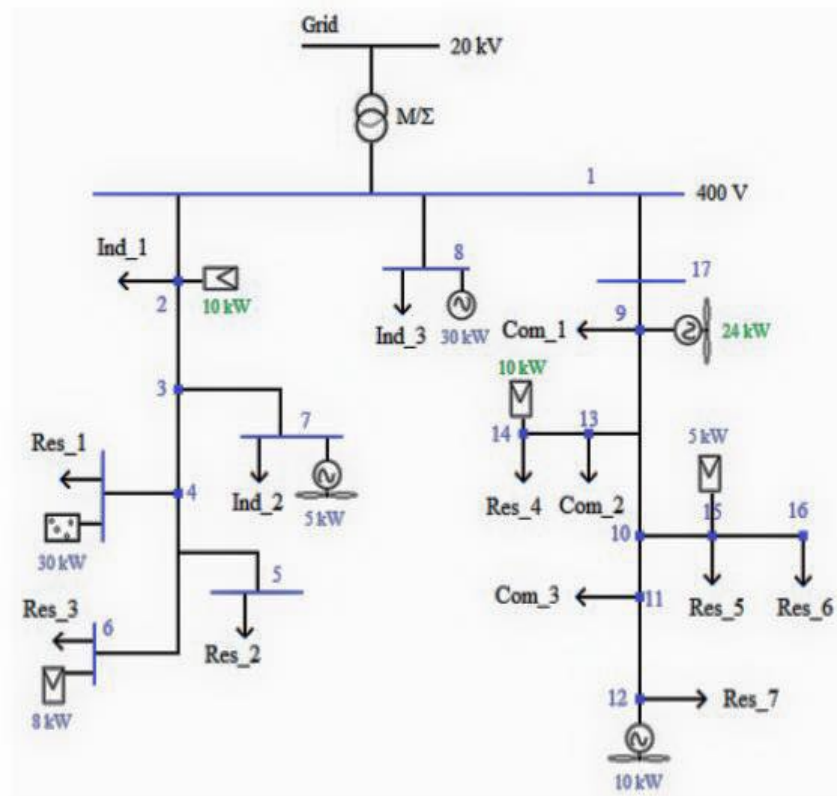 Grid
20 kV
M/Σ
1
400 V
Ind_1
2
10 kW
8
Ind_3
30 kW
17
9
Com_1
24 kW
3
7
Ind_2
5 kW
Res_1
4
30 kW
10 kW
14
13
Res_4
Com_2
5 kW
15
16
10
Res_5
Res_6
5
Res_2
Res_3
6
8 kW
Com_3
11
12
Res_7
10 kW